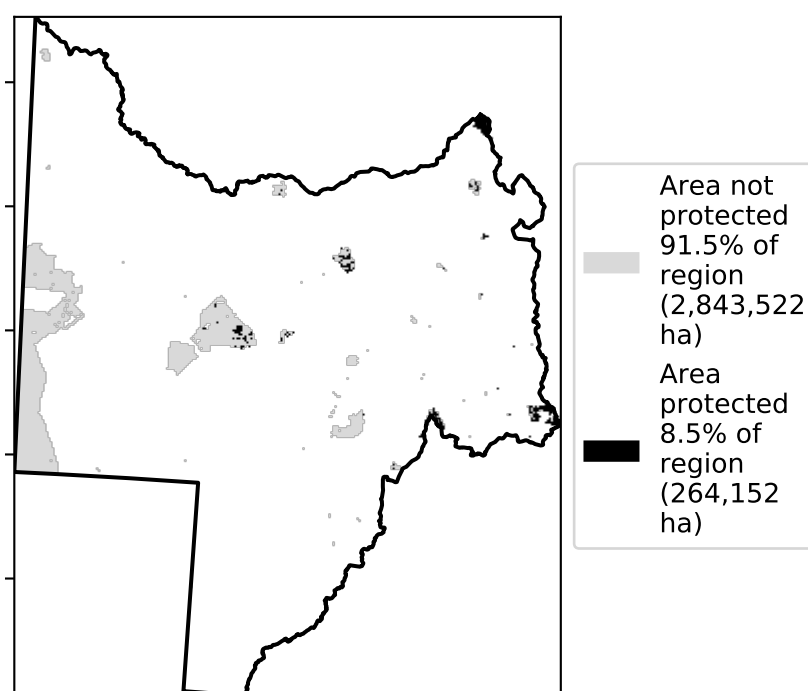 Area not
protected
91.5% of
region
(2,843,522
ha)
Area
protected
8.5% of
region
(264,152
ha)